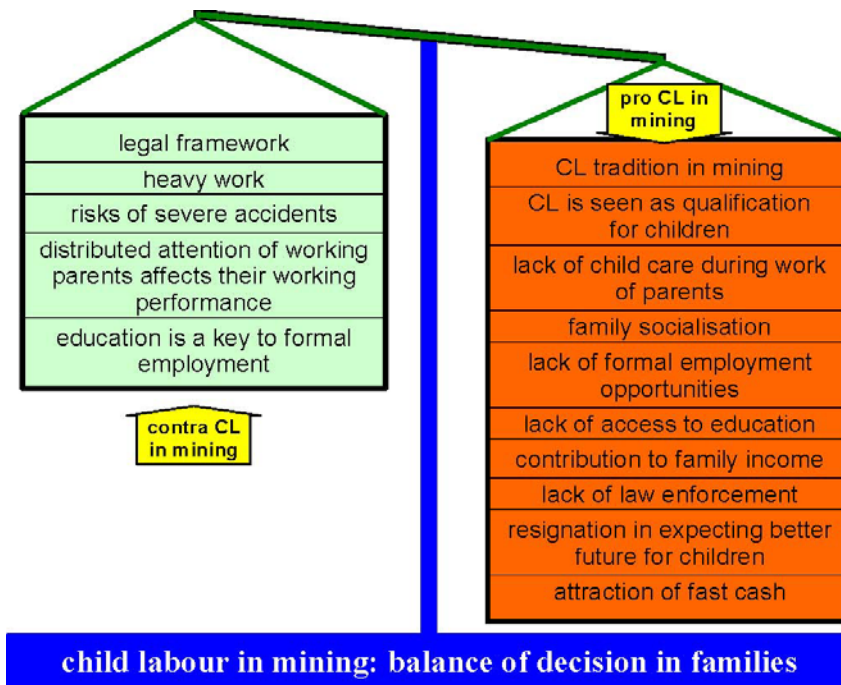 legal framework
heavy work
risks of severe accidents
distributed attention of working
parents affects their working
performance
education is a key to formal
employment
contra CL
in mining
pro CL in
mining
CL tradition in mining
CL is seen as qualification
for children
lack of child care during work
of parents
family socialisation
lack of formal employment
opportunities
lack of access to education
contribution to family income
lack of law enforcement
resignation in expecting better
future for children
attraction of fast cash
child labour in mining: balance of decision in families